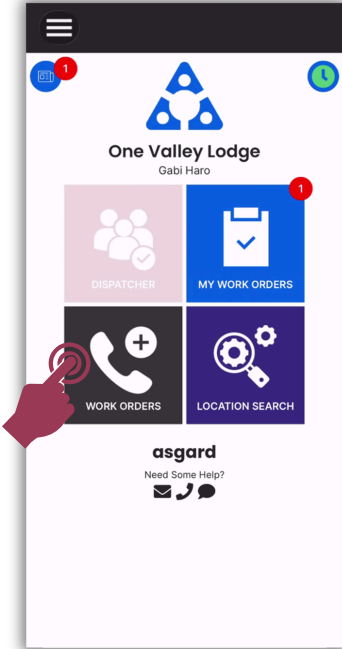 1
One Valley Lodge
Gabi Haro
1
DISPATCHER
MY WORK ORDERS
WORK ORDERS
LOCATION SEARCH
asgard
Need Some Help?